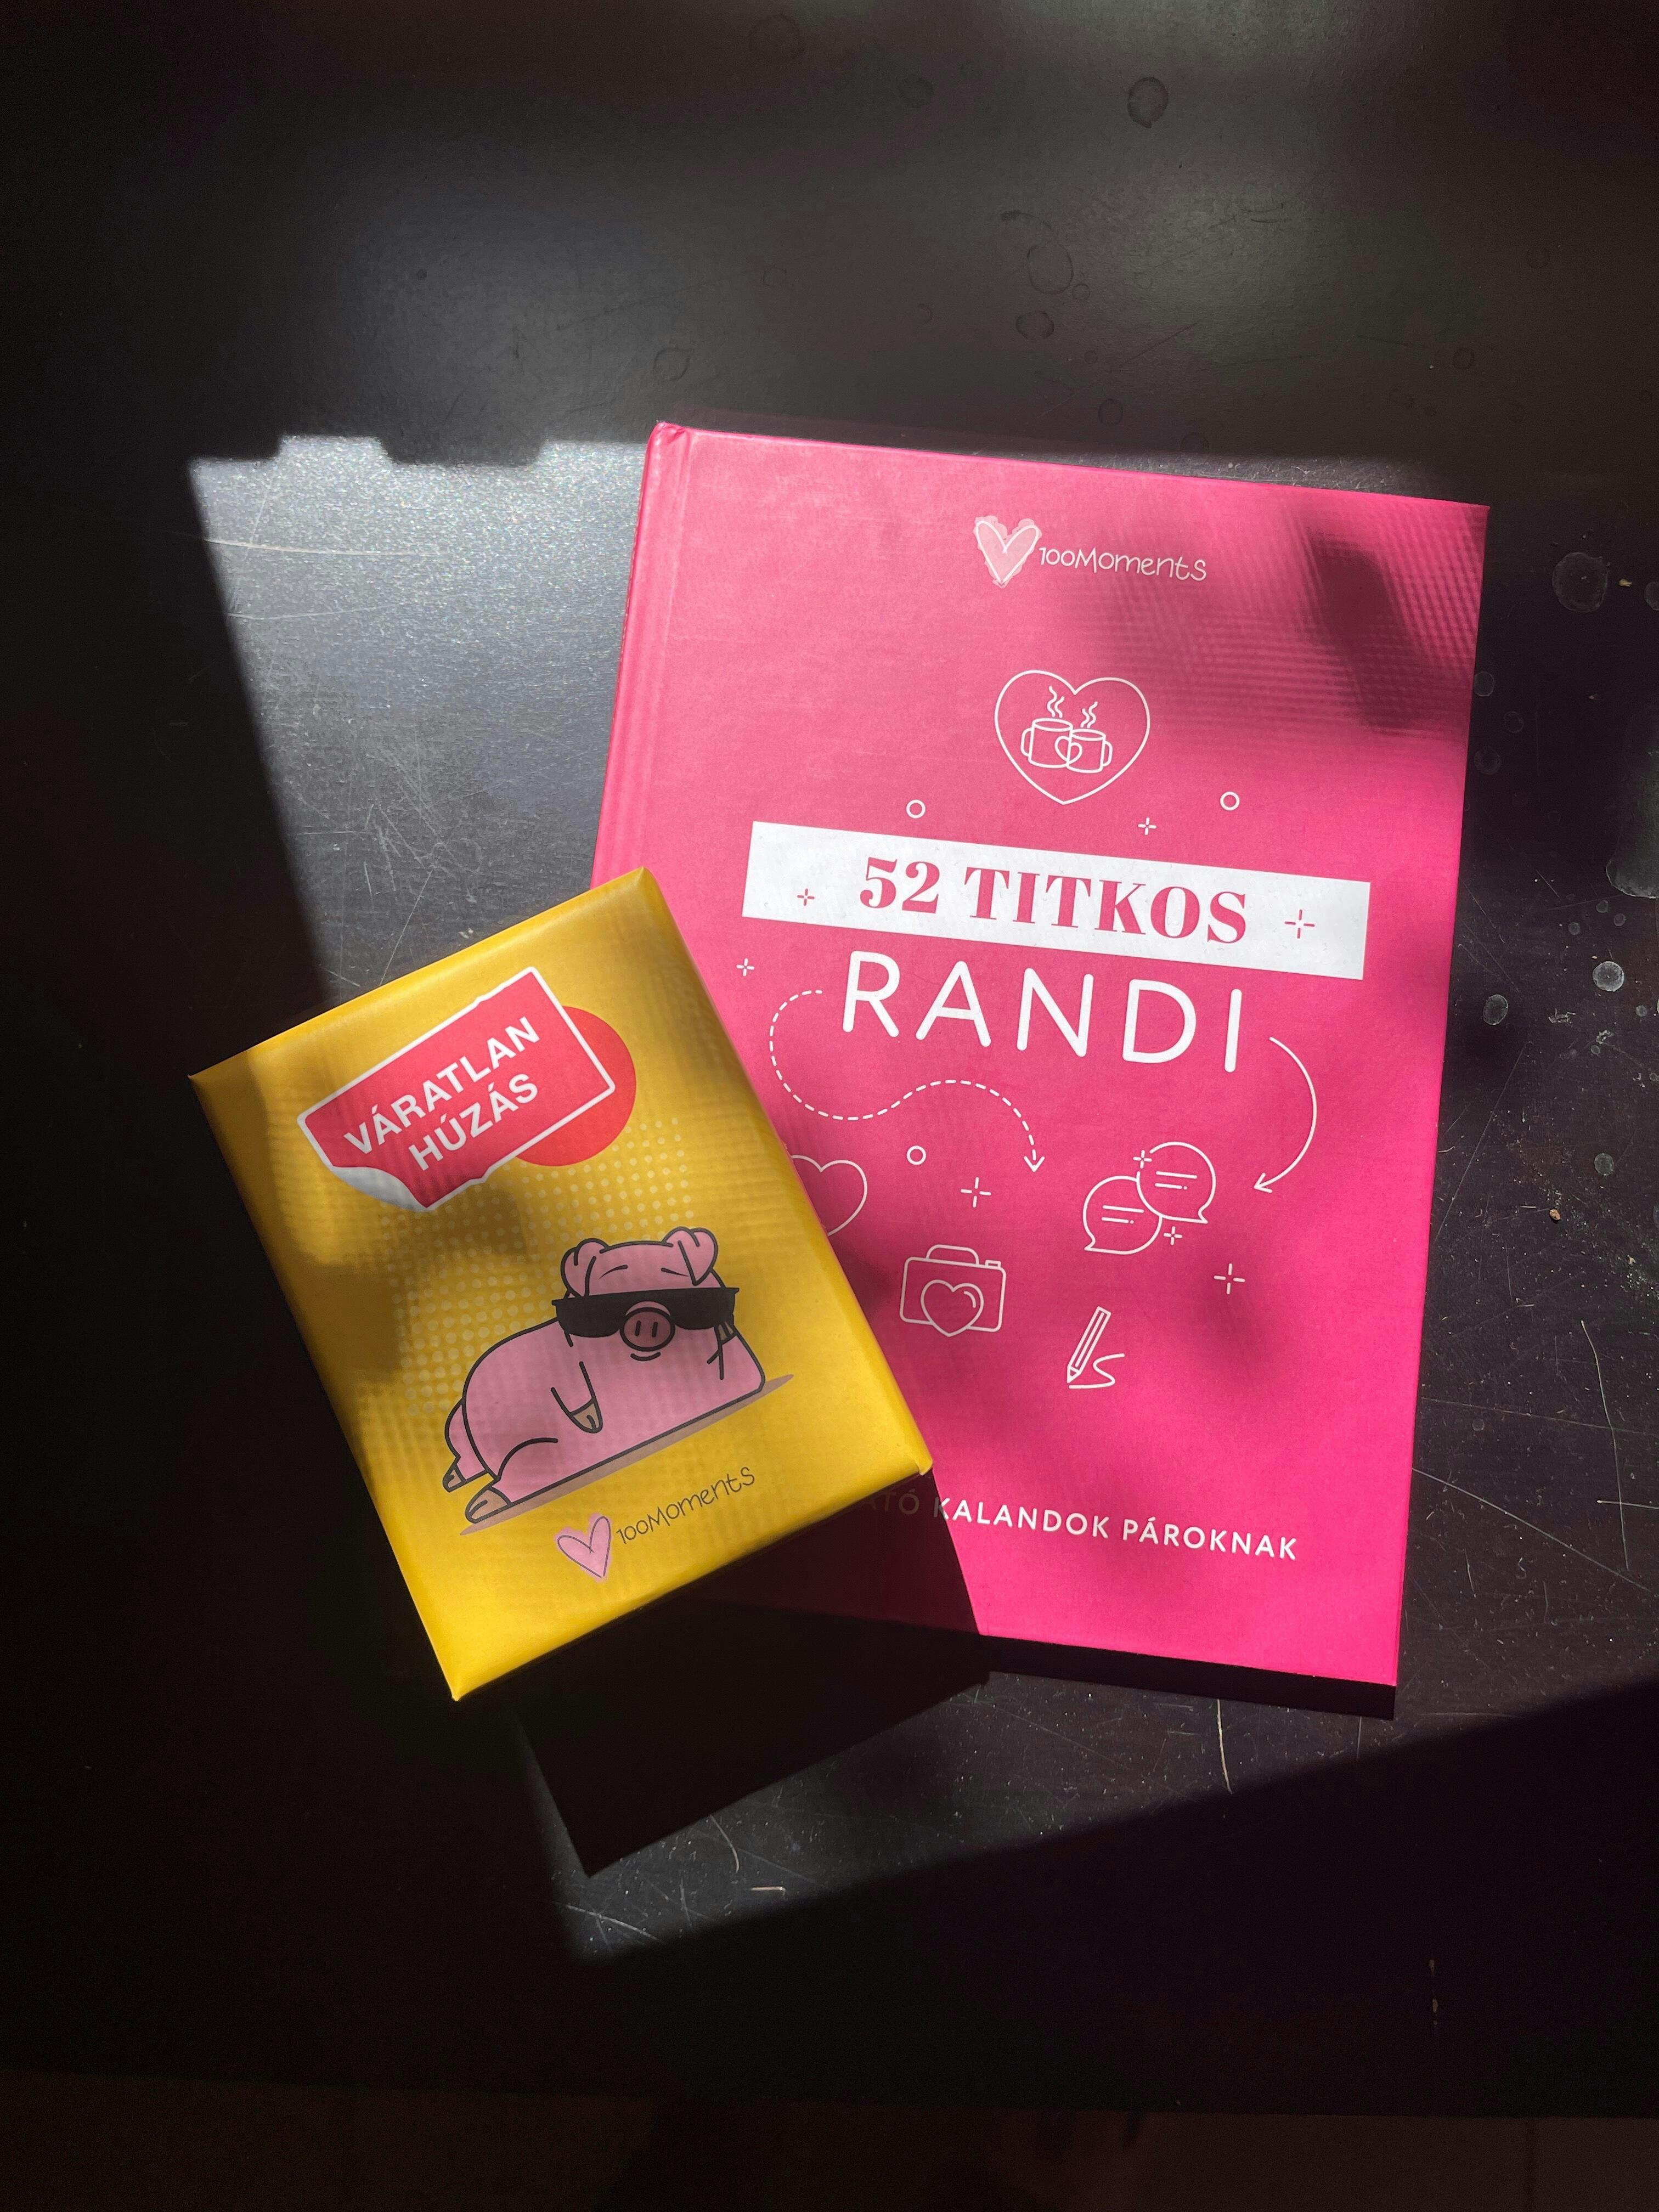 100Moments
52 TITKOS
RANDI
KALANDOK PÁROKNAK
VÁRATLAN
HÚZÁS
100Moments